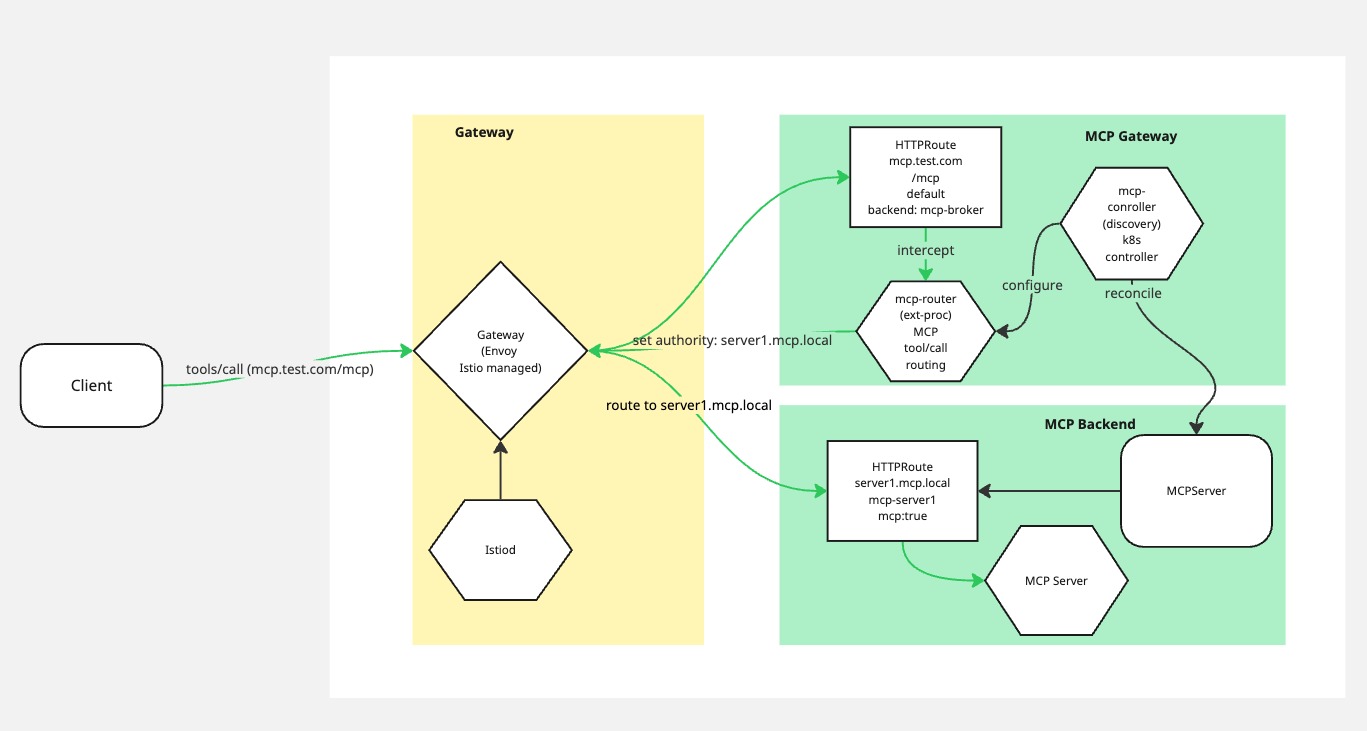 Gateway
MCP Gateway
HTTPRoute
mcp.test.com
/mcp
default
backend: mcp-broker
mcp-
conroller
(discovery)
k8s
controller
intercept
configure
reconcile
mcp-router
(ext-proc)
MCP
tool/call
routing
set authority: server1.mcp.local
Gateway
(Envoy
Istio managed)
Client
tools/call (mcp.test.com/mcp)
route to server1.mcp.local
MCP Backend
HTTPRoute
server1.mcp.local
mcp-server1
mcp:true
MCPServer
Istiod
MCP Server